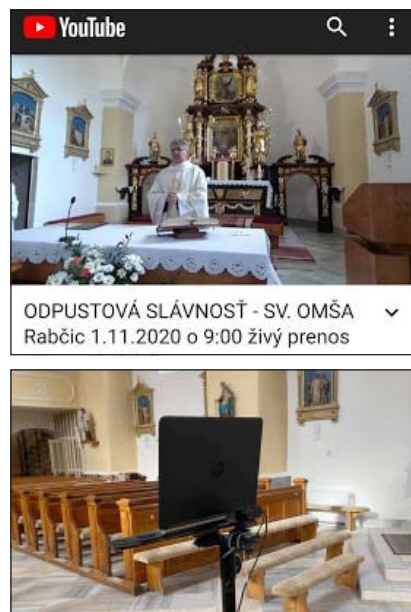 YouTube
ODPUSTOVÁ SLÁVNOSŤ - SV. OMŠA
Rabčic 1.11.2020 o 9:00 živý prenos